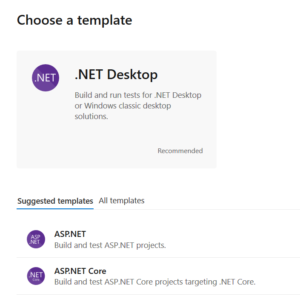 Choose a template
.NET
.NET Desktop
Build and run tests for .NET Desktop
or Windows classic desktop
solutions.
Recommended
Suggested templates All templates
ASP
.NET
ASP.NET
Build and test ASP.NET projects.
.NET
ASP.NET Core
Build and test ASP.NET Core projects targeting .NET Core.